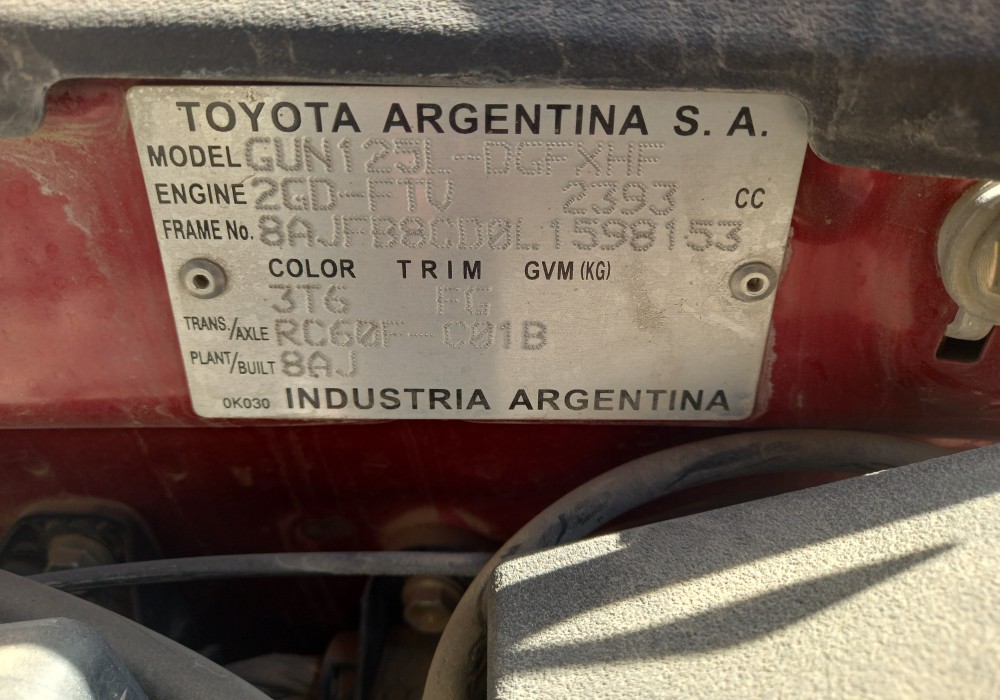 TOYOTA ARGENTINA S. A.
MODEL GUN125L-DGFXHF
ENGINE 2GD-FTV 2393 CC
FRAME No. 8AJFB8CD0L1598153
COLOR TRIM GVM (KG)
3T6 FG
TRANS./AXLE RC60F-C01B
PLANT/BUILT 8AJ
0K030 INDUSTRIA ARGENTINA